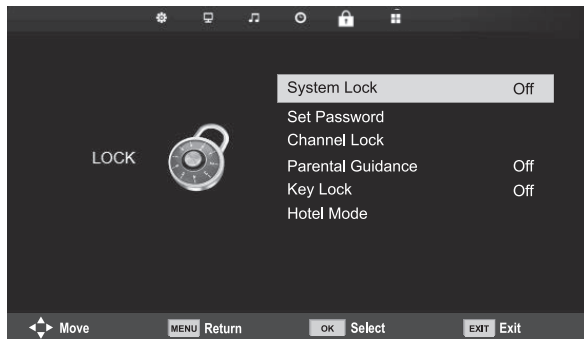 LOCK
System Lock Off
Set Password
Channel Lock
Parental Guidance Off
Key Lock Off
Hotel Mode
Move MENU Return OK Select EXIT Exit